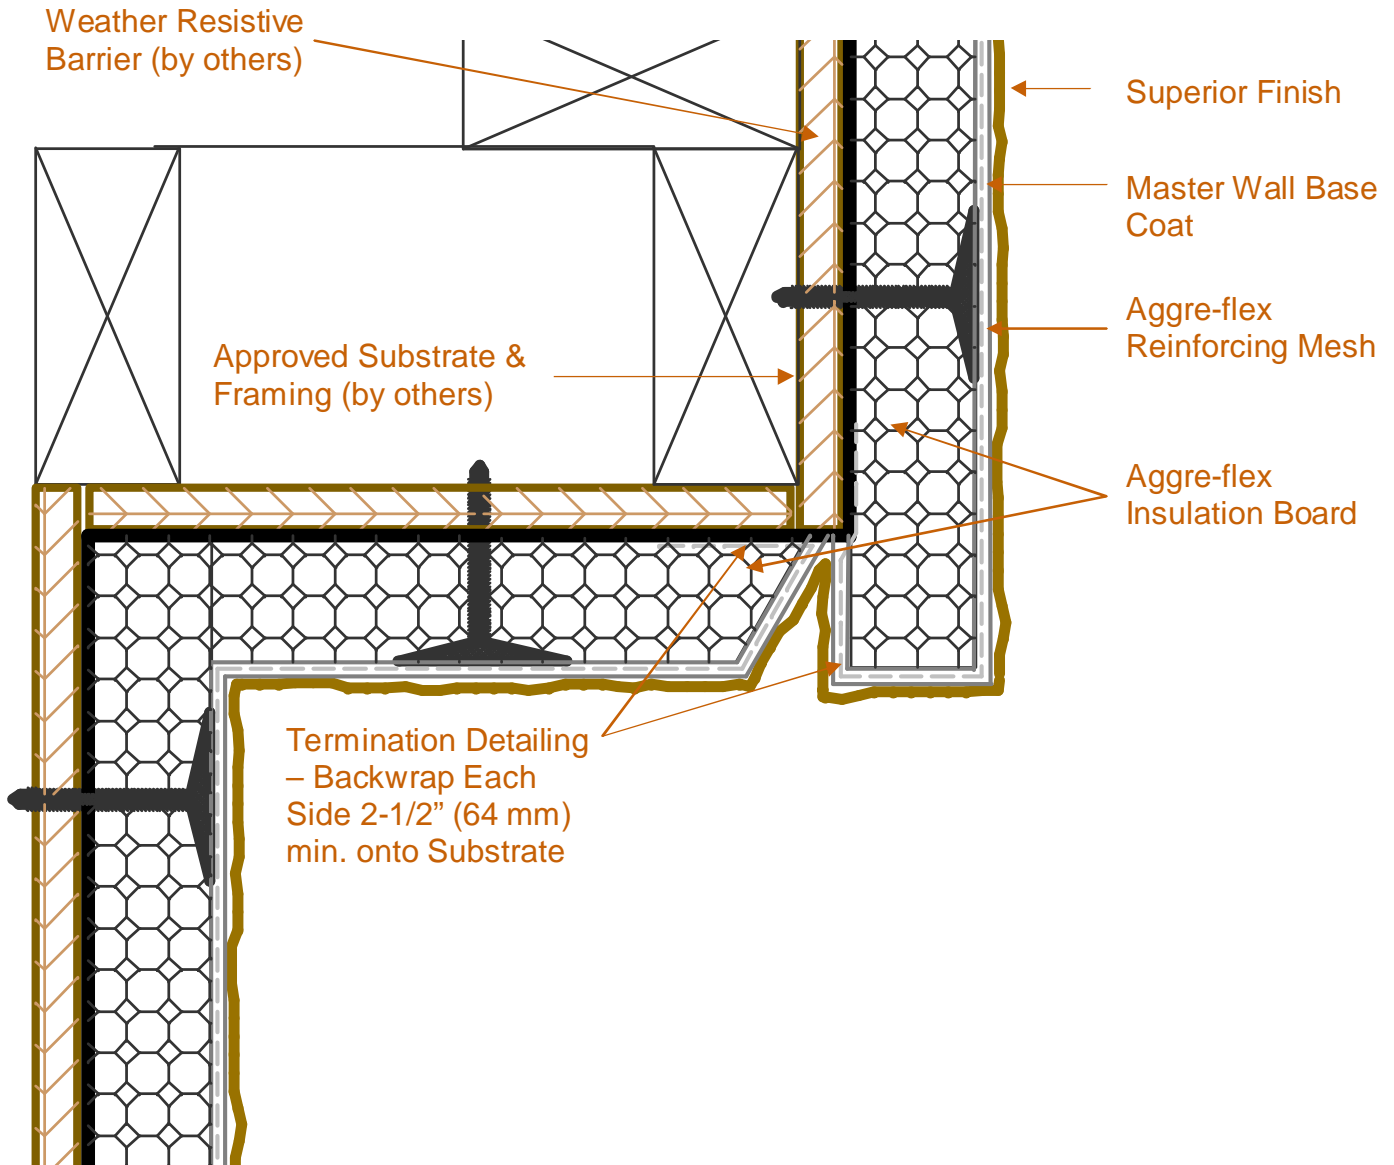 Weather Resistive
Barrier (by others)
Superior Finish
Master Wall Base
Coat
Aggre-flex
Reinforcing Mesh
Approved Substrate &
Framing (by others)
Aggre-flex
Insulation Board
Termination Detailing
– Backwrap Each
Side 2-1/2” (64 mm)
min. onto Substrate